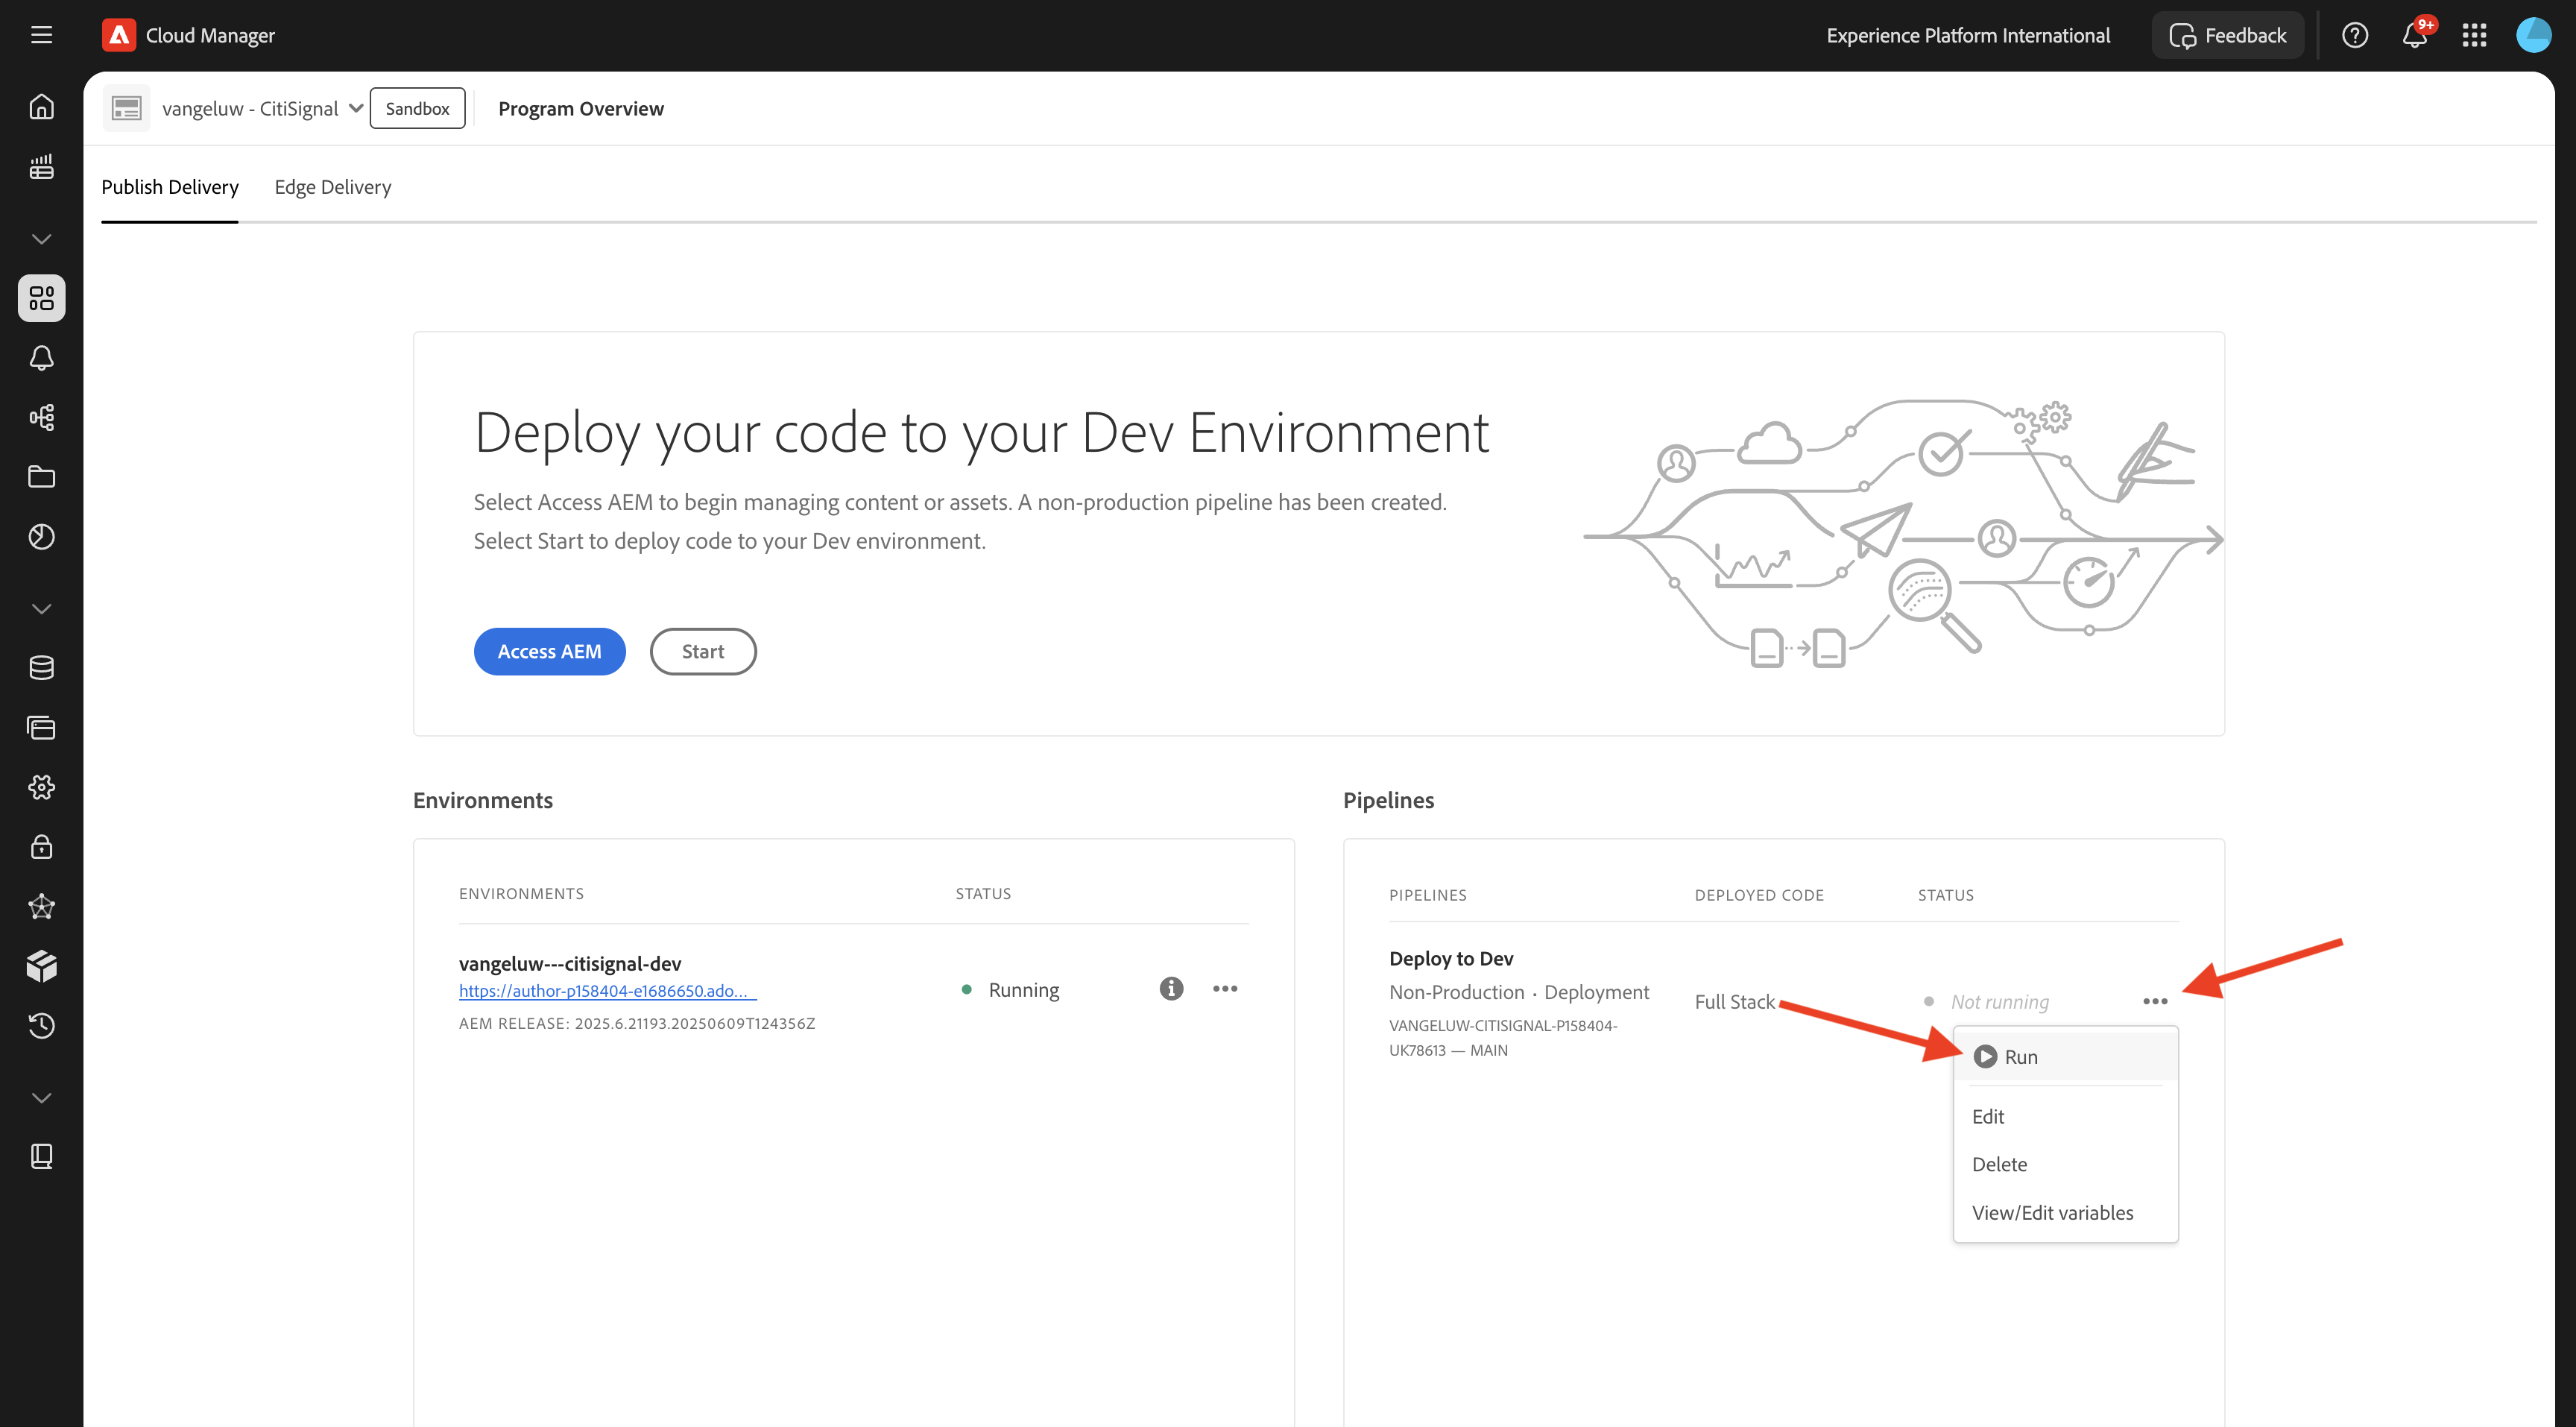 Cloud Manager
Experience Platform International
Feedback
9+
vangeluw - CitiSignal
Sandbox
Program Overview
Publish Delivery
Edge Delivery
Deploy your code to your Dev Environment
Select Access AEM to begin managing content or assets. A non-production pipeline has been created.
Select Start to deploy code to your Dev environment.
Access AEM
Start
Environments
ENVIRONMENTS
STATUS
vangeluw---citisignal-dev
https://author-p158404-e1686650.ado...
AEM RELEASE: 2025.6.21193.20250609T124356Z
Running
Pipelines
PIPELINES
DEPLOYED CODE
STATUS
Deploy to Dev
Non-Production · Deployment
VANGELUW-CITISIGNAL-P158404-
UK78613 — MAIN
Full Stack
Not running
Run
Edit
Delete
View/Edit variables